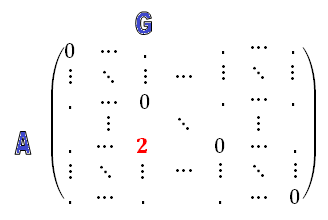 G
0 ⋯ . . ⋯ .
⋮ ⋱ ⋮ ⋯ ⋮ ⋱ ⋮
. ⋯ 0 . ⋯ .
⋮ ⋱ ⋮
A . ⋯ 2 0 ⋯ .
⋮ ⋱ ⋮ ⋯ ⋮ ⋱ ⋮
. ⋯ . . ⋯ 0